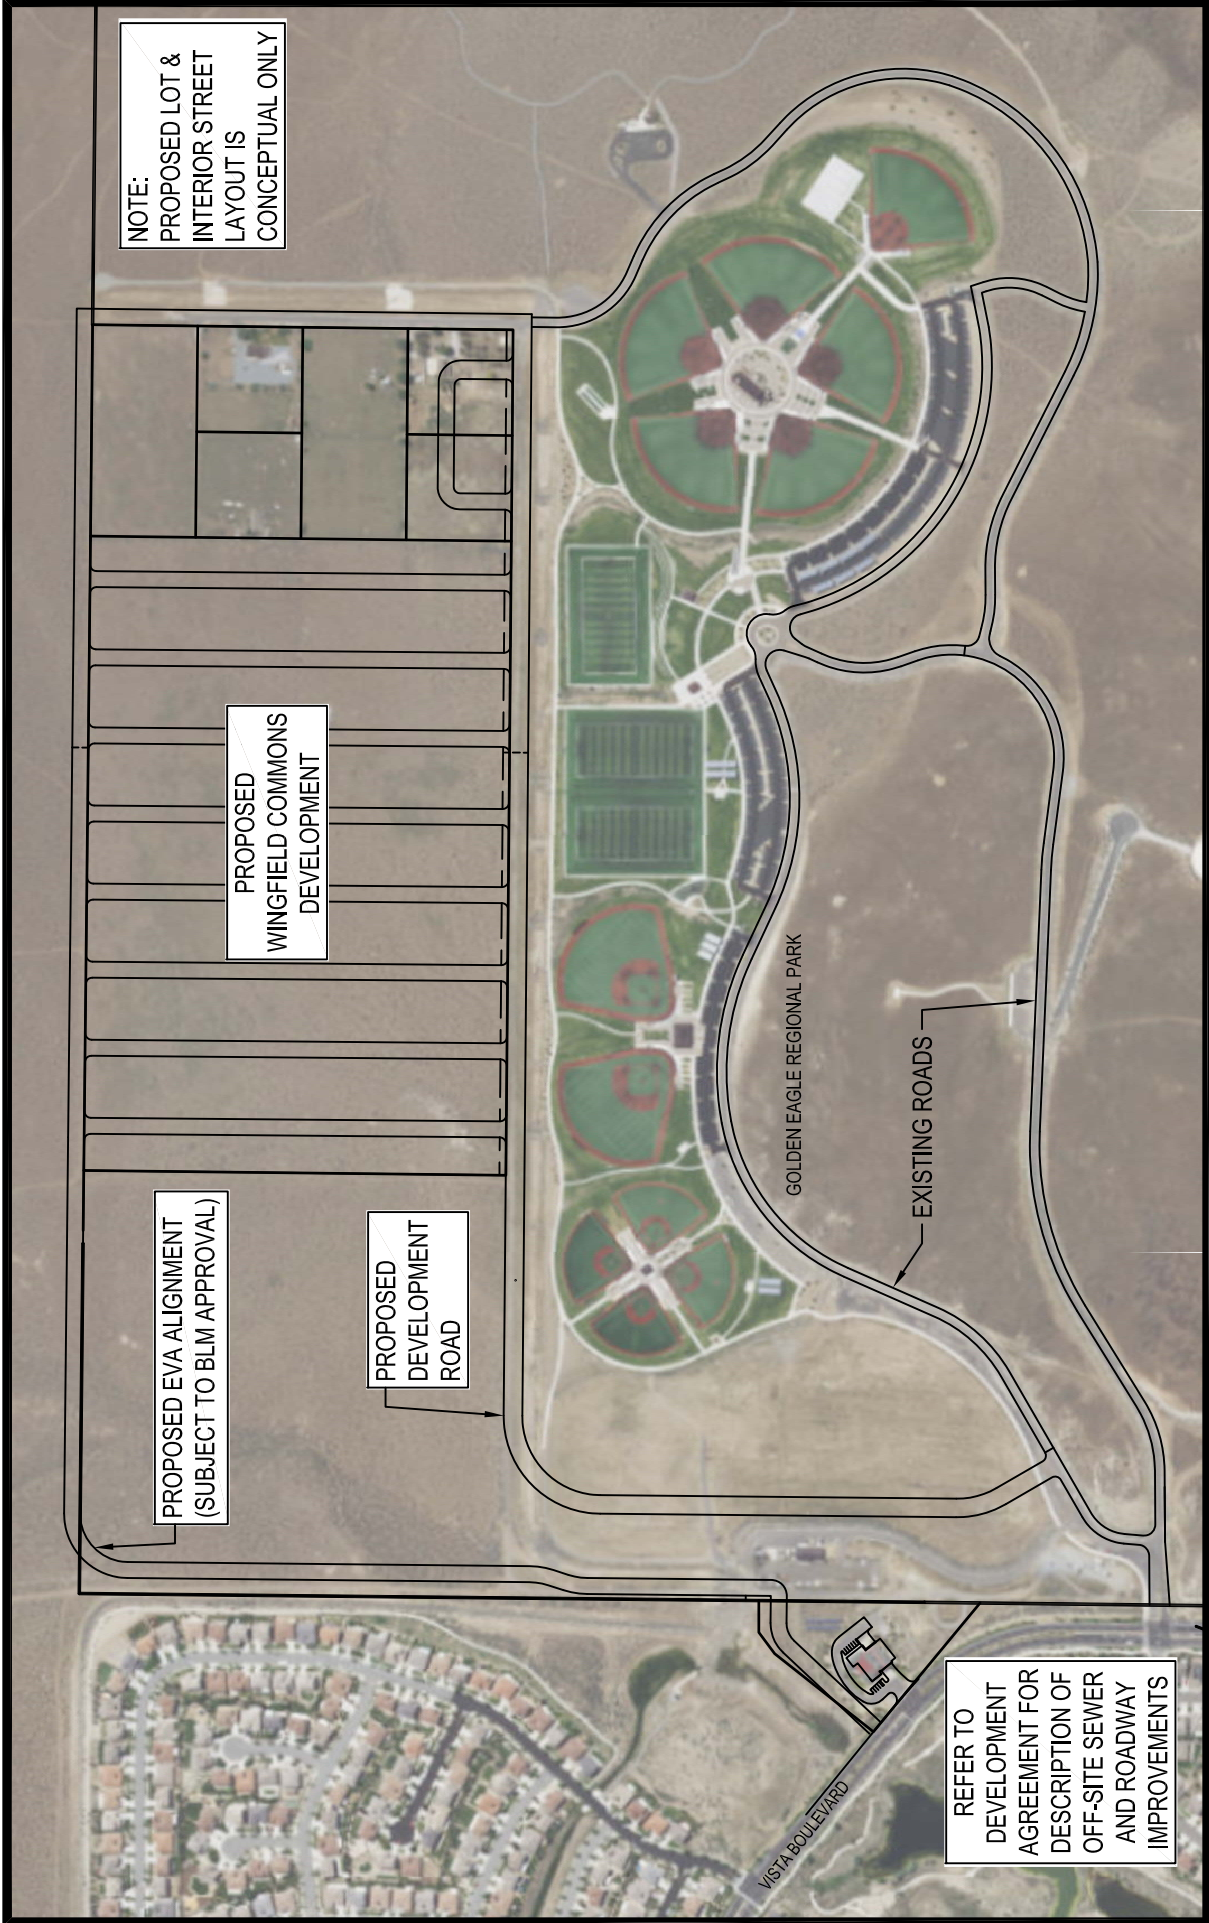 NOTE:
PROPOSED LOT &
INTERIOR STREET
LAYOUT IS
CONCEPTUAL ONLY
PROPOSED
WINGFIELD COMMONS
DEVELOPMENT
PROPOSED EVA ALIGNMENT
(SUBJECT TO BLM APPROVAL)
PROPOSED
DEVELOPMENT
ROAD
GOLDEN EAGLE REGIONAL PARK
EXISTING ROADS
VISTA BOULEVARD
REFER TO
DEVELOPMENT
AGREEMENT FOR
DESCRIPTION OF
OFF-SITE SEWER
AND ROADWAY
IMPROVEMENTS